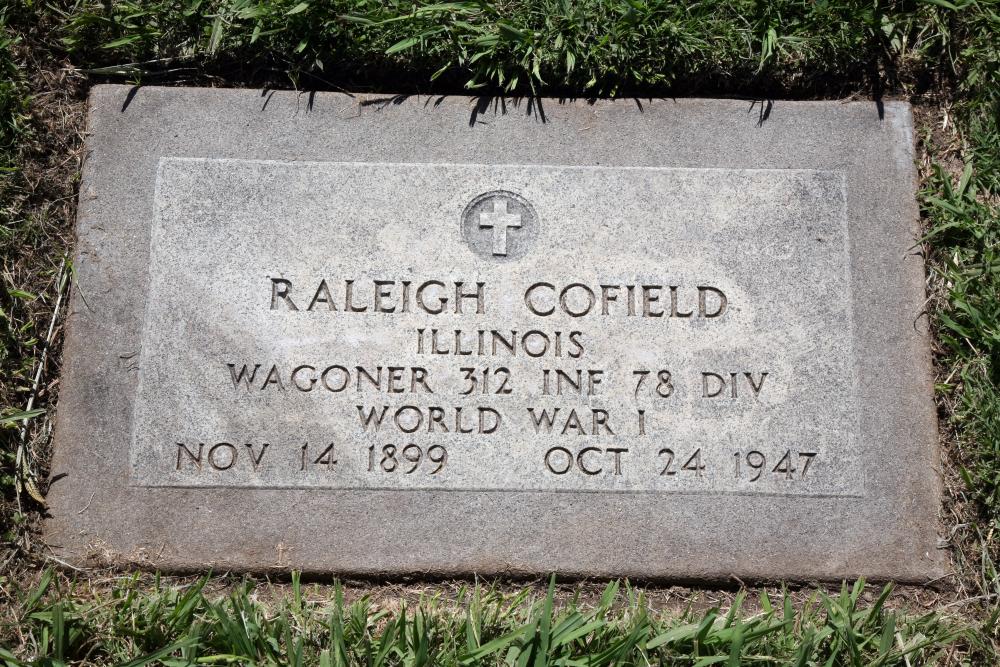 RALEIGH COFIELD
ILLINOIS
WAGONER 312 INF 78 DIV
WORLD WAR I
NOV 14 1899 OCT 24 1947